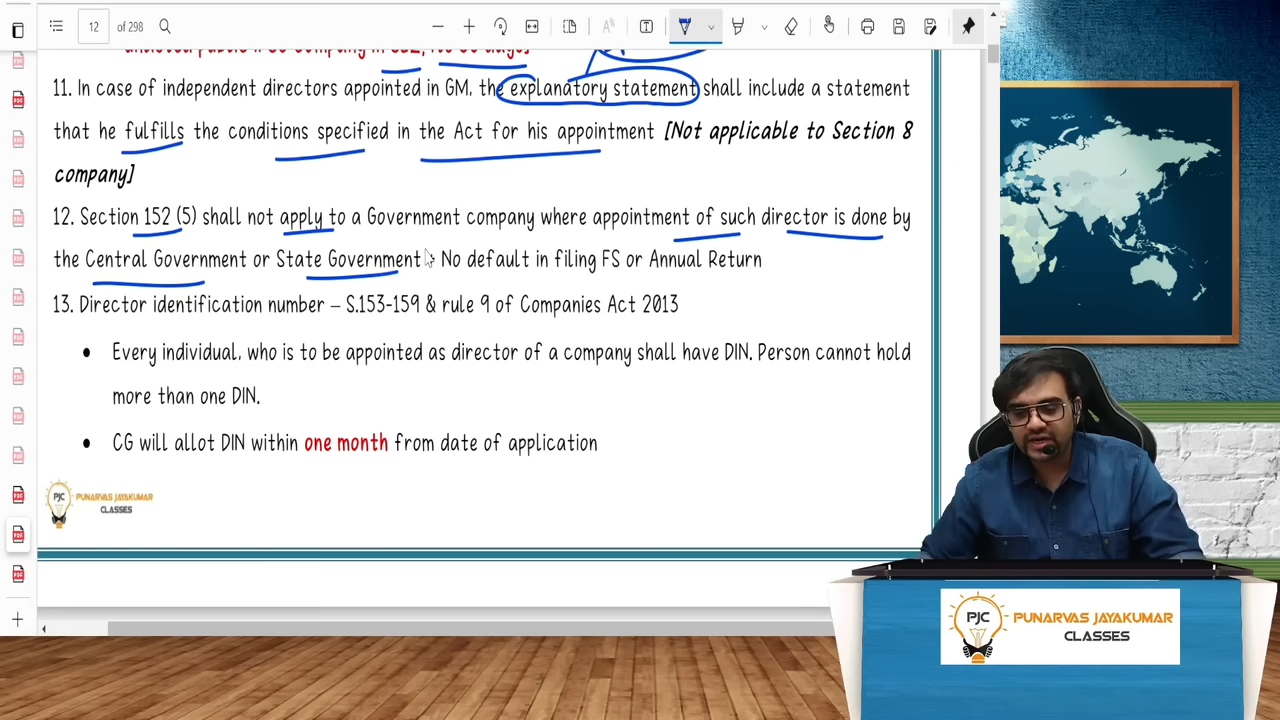 12
of 298
undischargable if so company in
11. In case of independent directors appointed in GM, the explanatory statement shall include a statement
that he fulfills the conditions specified in the Act for his appointment [Not applicable to Section 8
company]
12. Section 152 (5) shall not apply to a Government company where appointment of such director is done by
the Central Government or State Government No default in filing FS or Annual Return
13. Director identification number – S.153-159 & rule 9 of Companies Act 2013
• Every individual, who is to be appointed as director of a company shall have DIN. Person cannot hold
more than one DIN.
• CG will allot DIN within one month from date of application
PJC PUNARVAS JAYAKUMAR
CLASSES
PJC PUNARVAS JAYAKUMAR
CLASSES